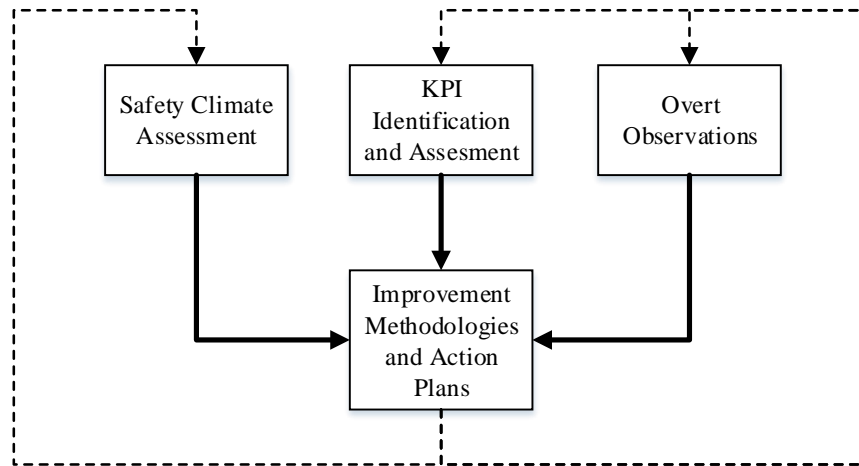 Safety Climate
Assessment
KPI
Identification
and Assesment
Overt
Observations
Improvement
Methodologies
and Action
Plans